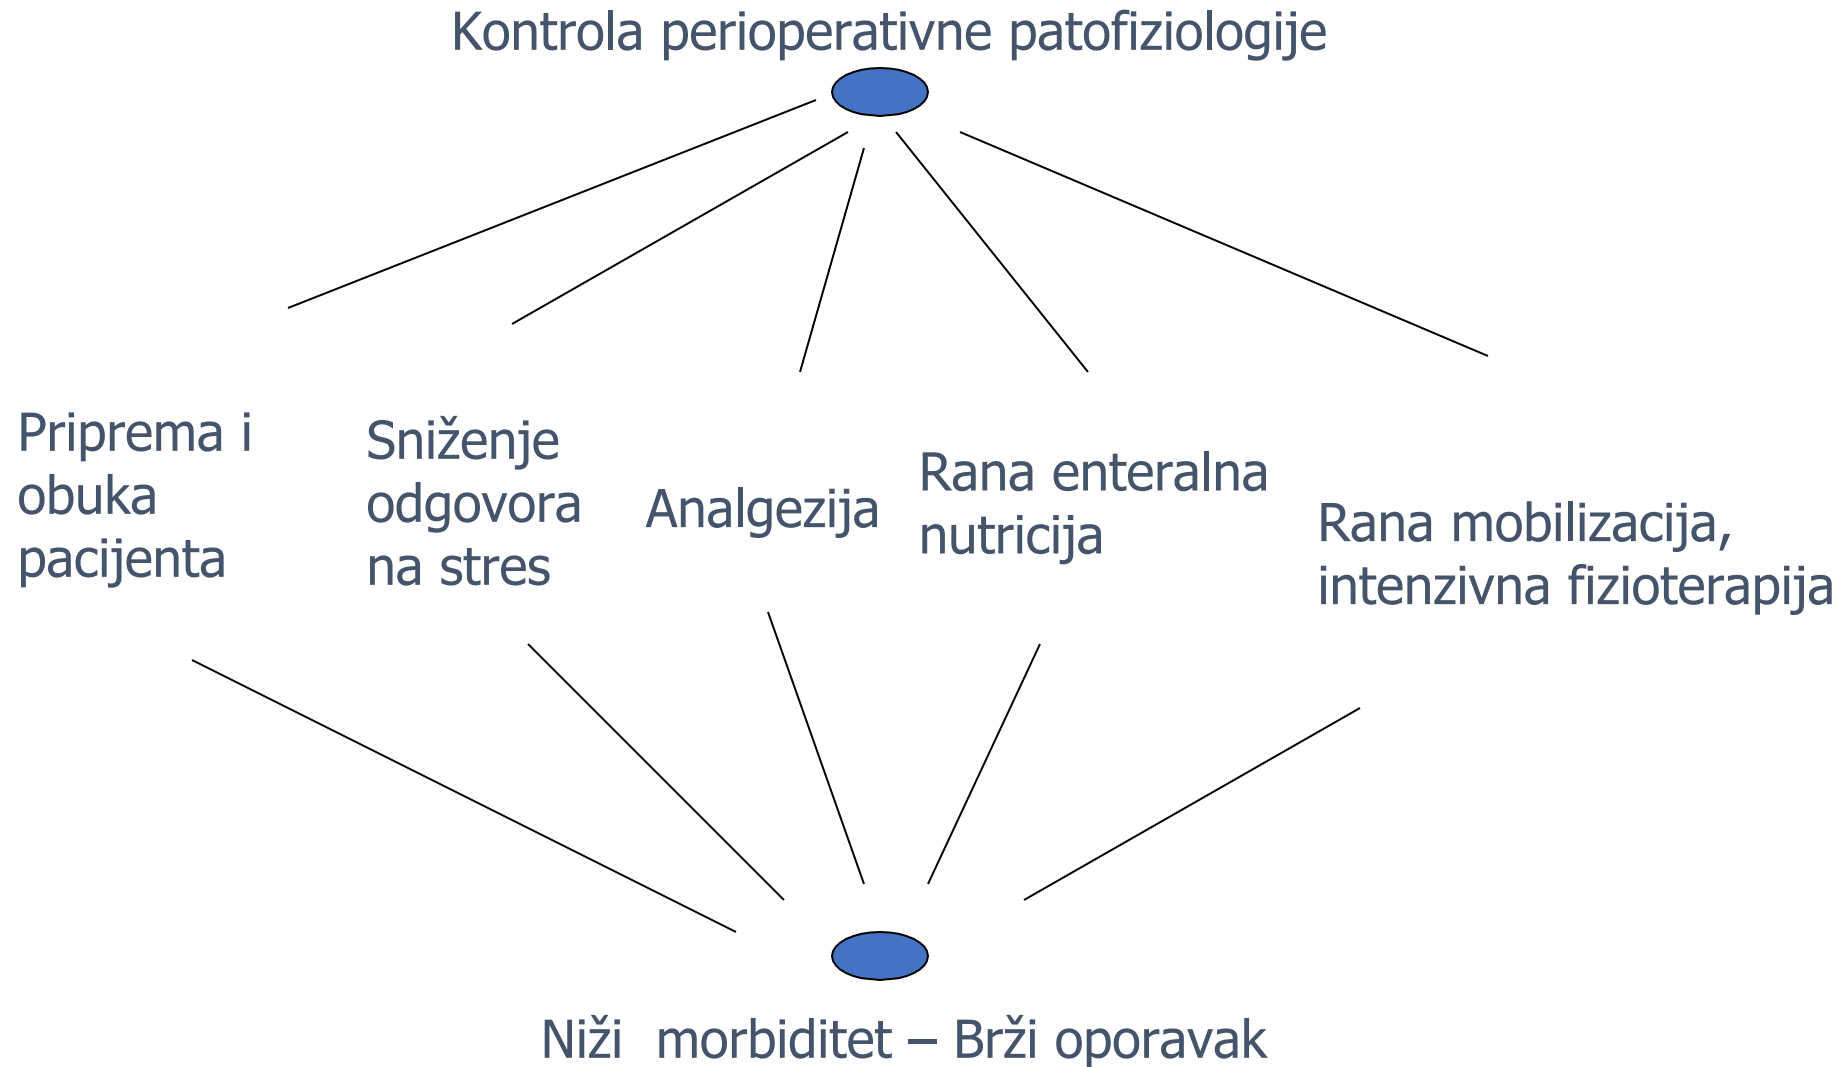 Kontrola perioperativne patofiziologije
Priprema i
obuka
pacijenta
Sniženje
odgovora
na stres
Analgezija
Rana enteralna
nutricija
Rana mobilizacija,
intenzivna fizioterapija
Niži  morbiditet – Brži oporavak